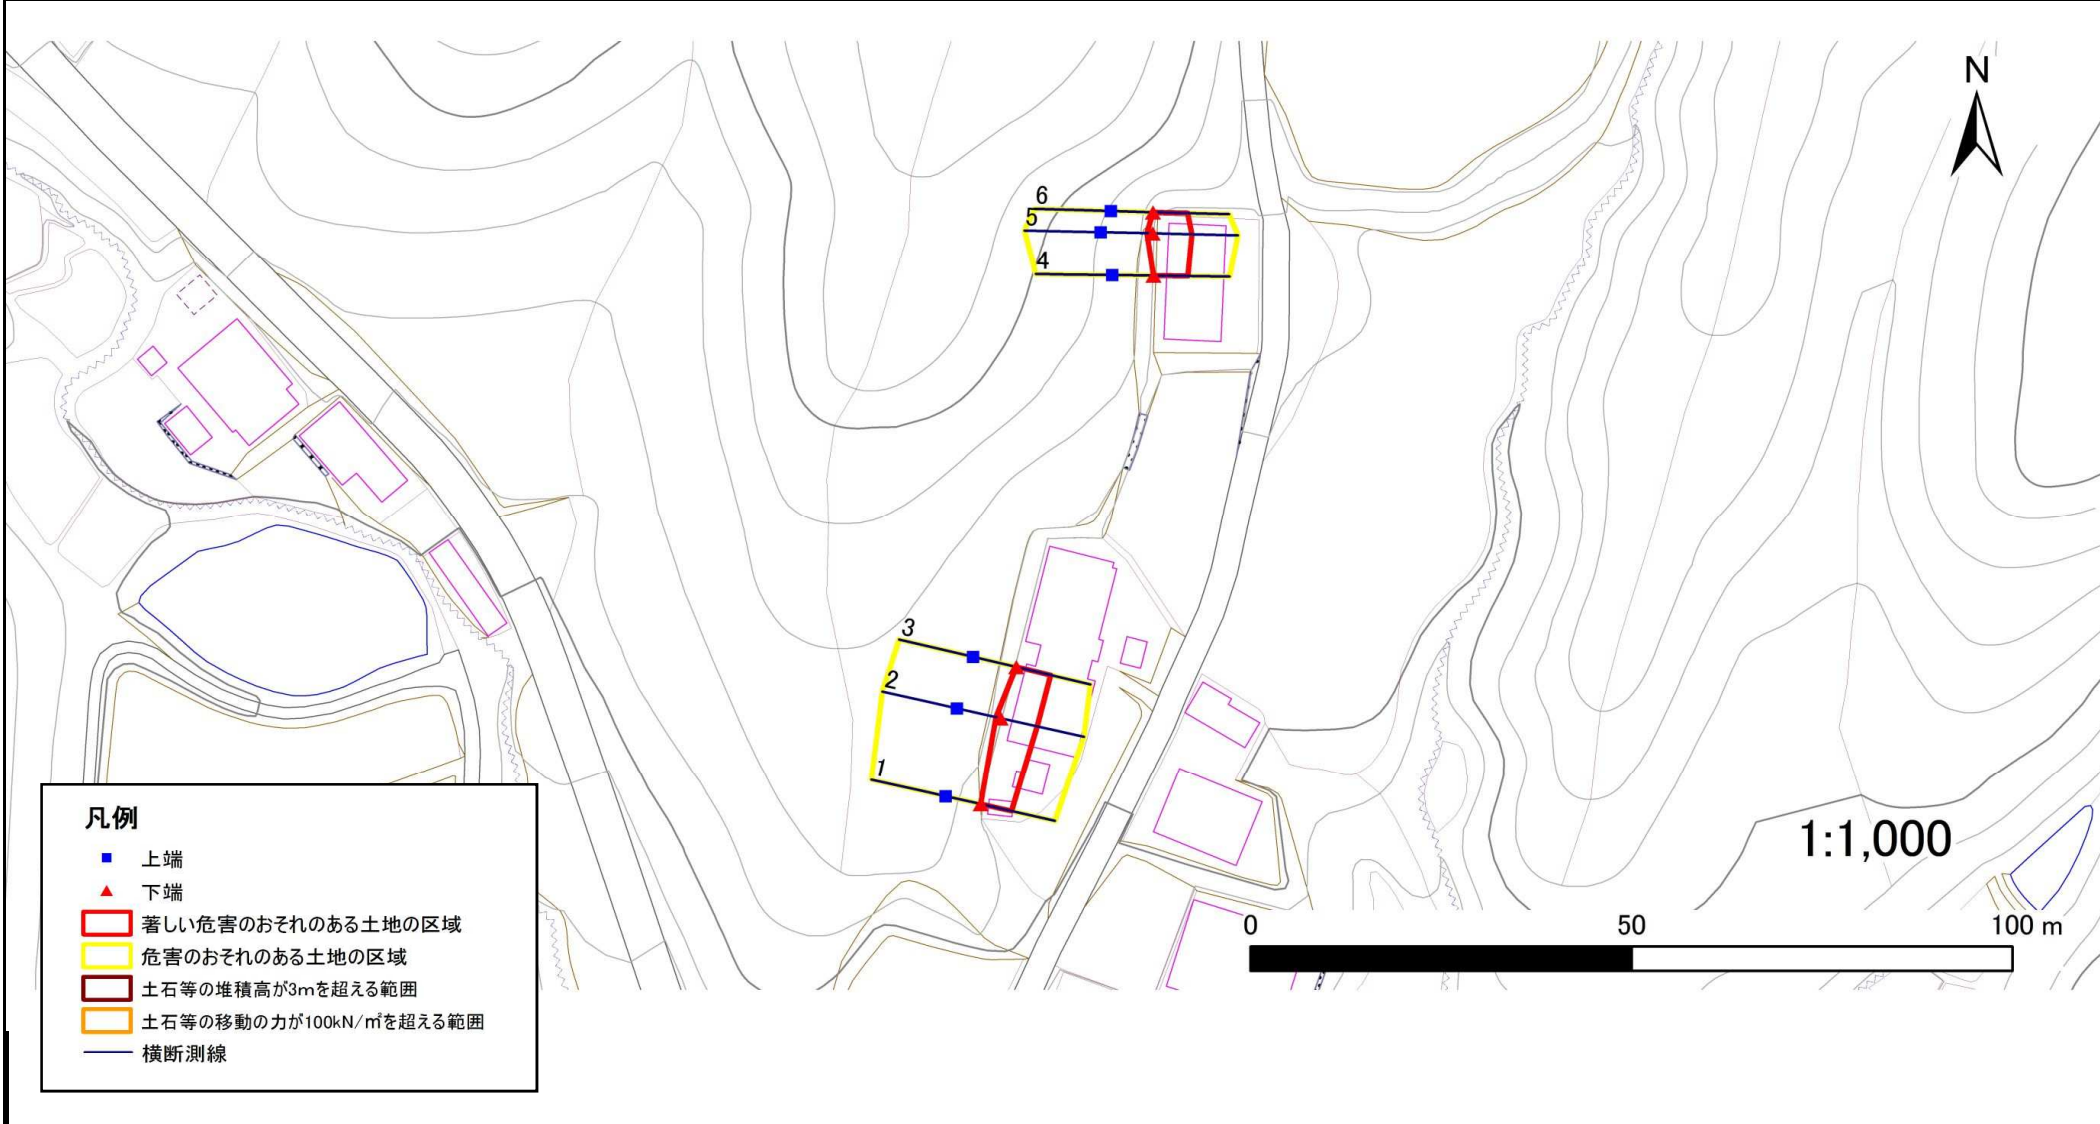 N
6
5
4
3
2
1
凡例
上端
下端
著しい危害のおそれのある土地の区域
危害のおそれのある土地の区域
土石等の堆積高が3mを超える範囲
土石等の移動の力が100kN/㎡を超える範囲
横断測線
1:1,000
0 50 100 m